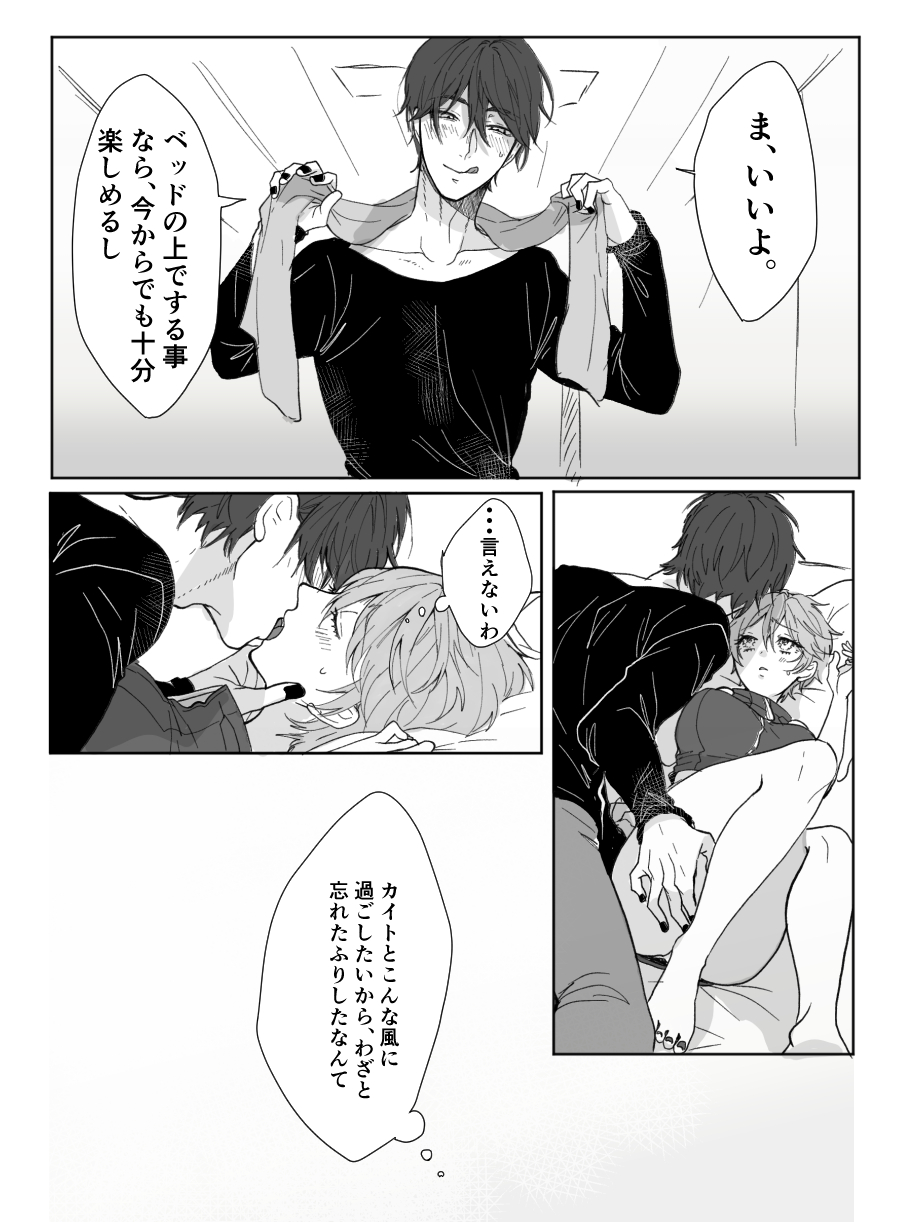 ま、いいよ。
ベッドの上でする事
なら、今からでも十分
楽しめるし
・・・言えないわ
カイトとこんな風に
過ごしたいから、わざと
忘れたふりしたなんて